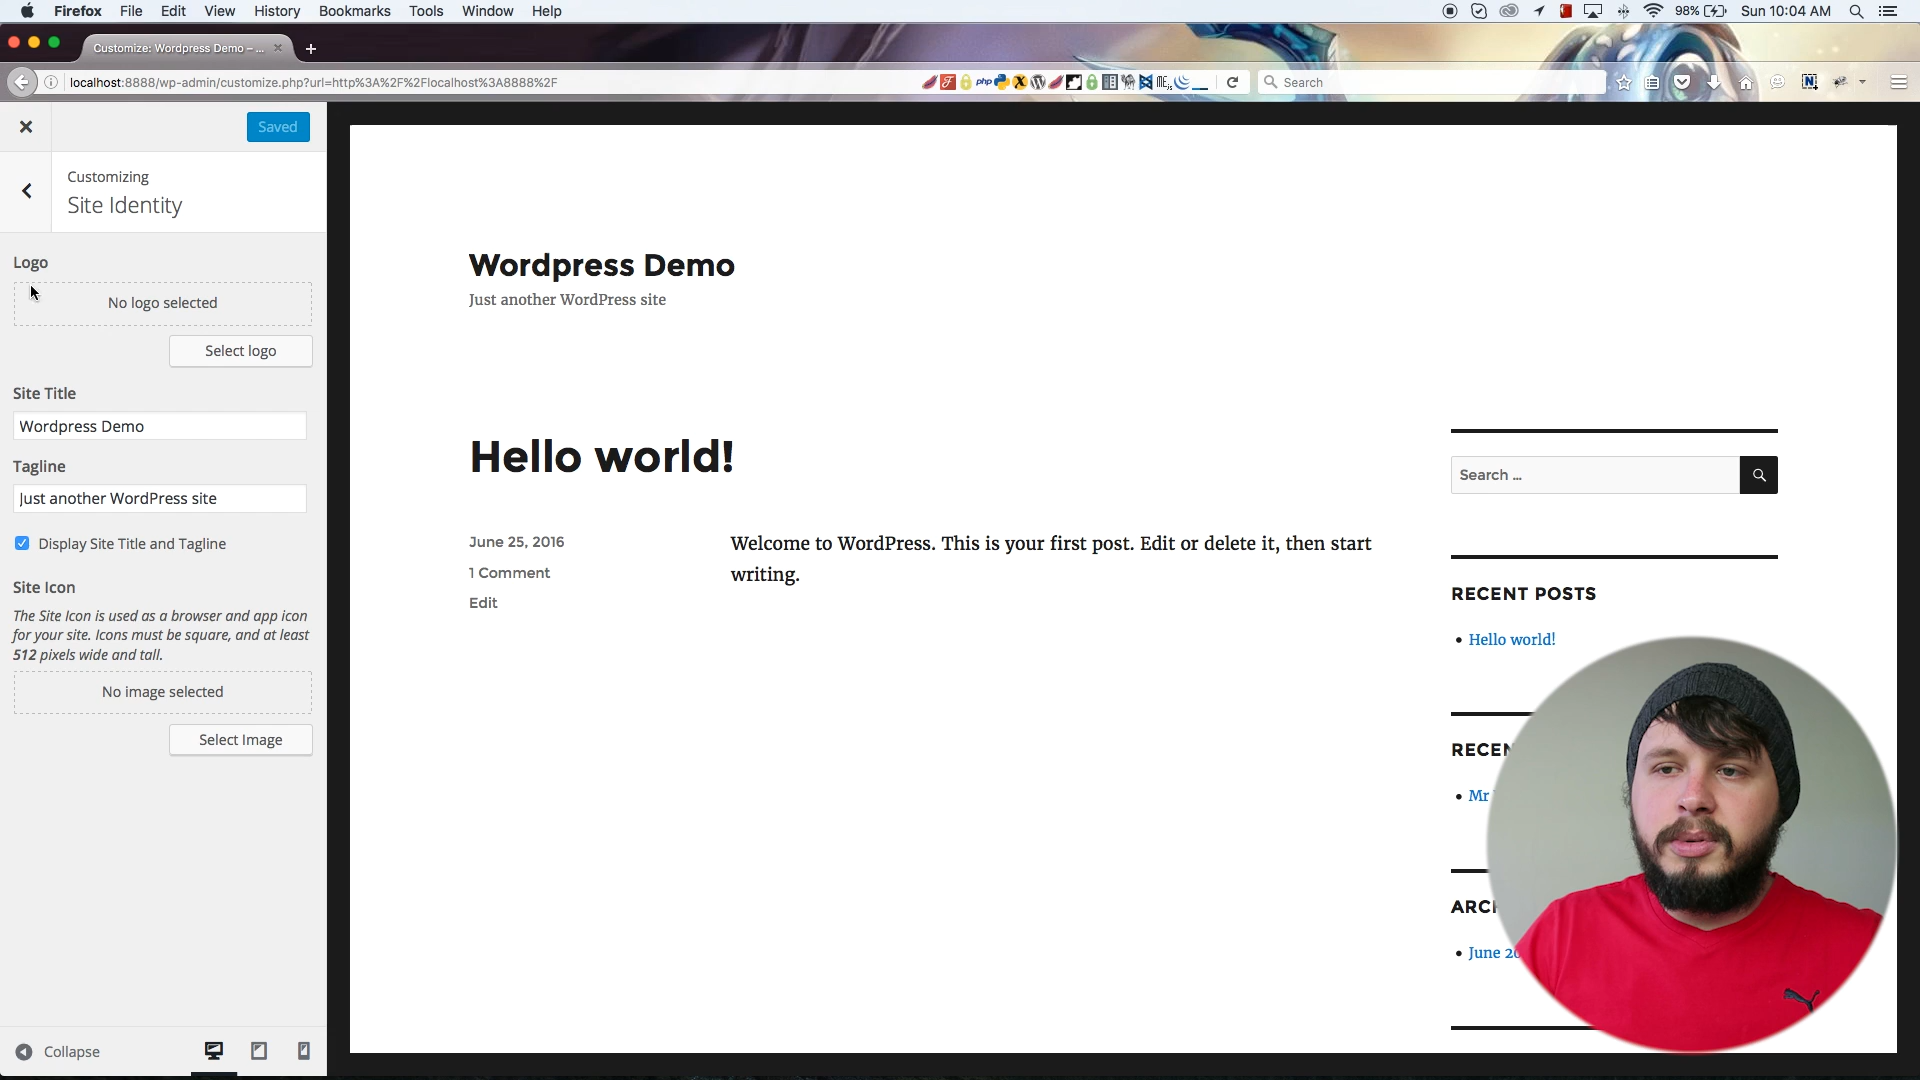 Firefox File Edit View History Bookmarks Tools Window Help
98% Sun 10:04 AM
Customize: Wordpress Demo – ...
localhost:8888/wp-admin/customize.php?url=http%3A%2F%2Flocalhost%3A8888%2F
php
Search
Saved
Customizing
Site Identity
Logo
No logo selected
Select logo
Site Title
Wordpress Demo
Tagline
Just another WordPress site
Display Site Title and Tagline
Site Icon
The Site Icon is used as a browser and app icon
for your site. Icons must be square, and at least
512 pixels wide and tall.
No image selected
Select Image
Collapse
Wordpress Demo
Just another WordPress site
Hello world!
June 25, 2016
1 Comment
Edit
Welcome to WordPress. This is your first post. Edit or delete it, then start
writing.
Search ...
RECENT POSTS
• Hello world!
RECEN
• Mr
• June 20